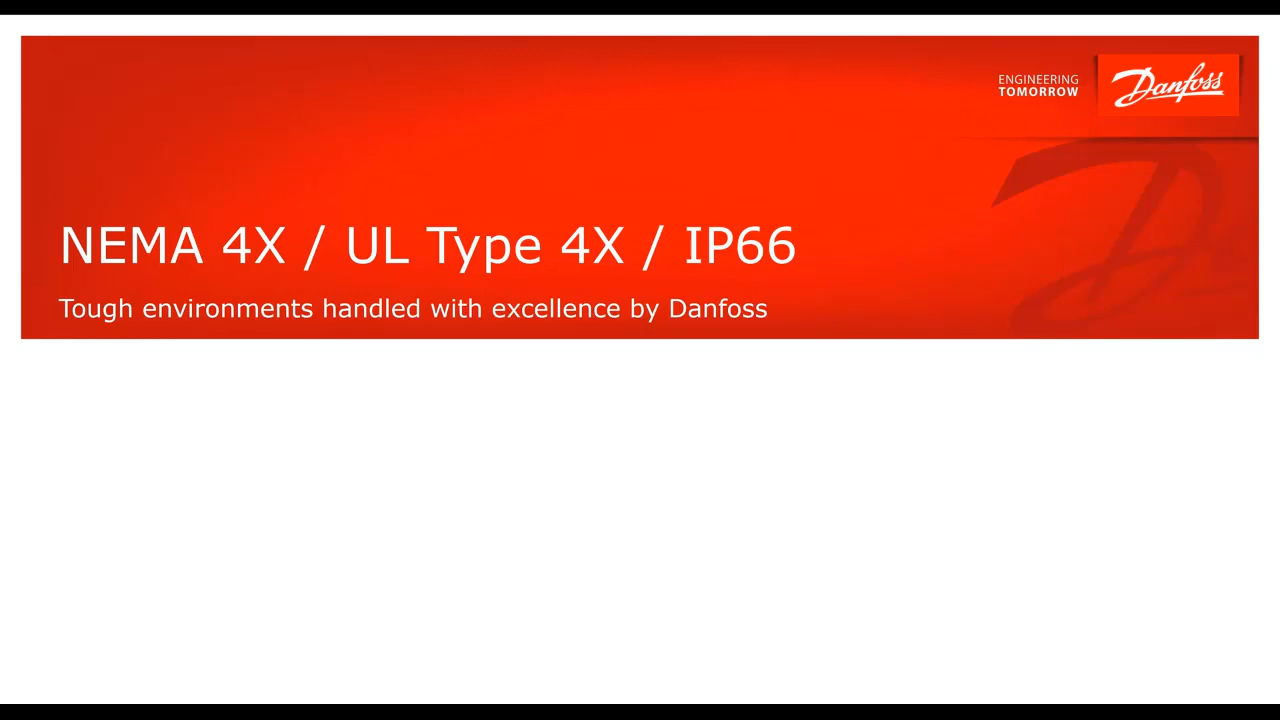 ENGINEERING
TOMORROW
Danfoss
NEMA 4X / UL Type 4X / IP66
Tough environments handled with excellence by Danfoss